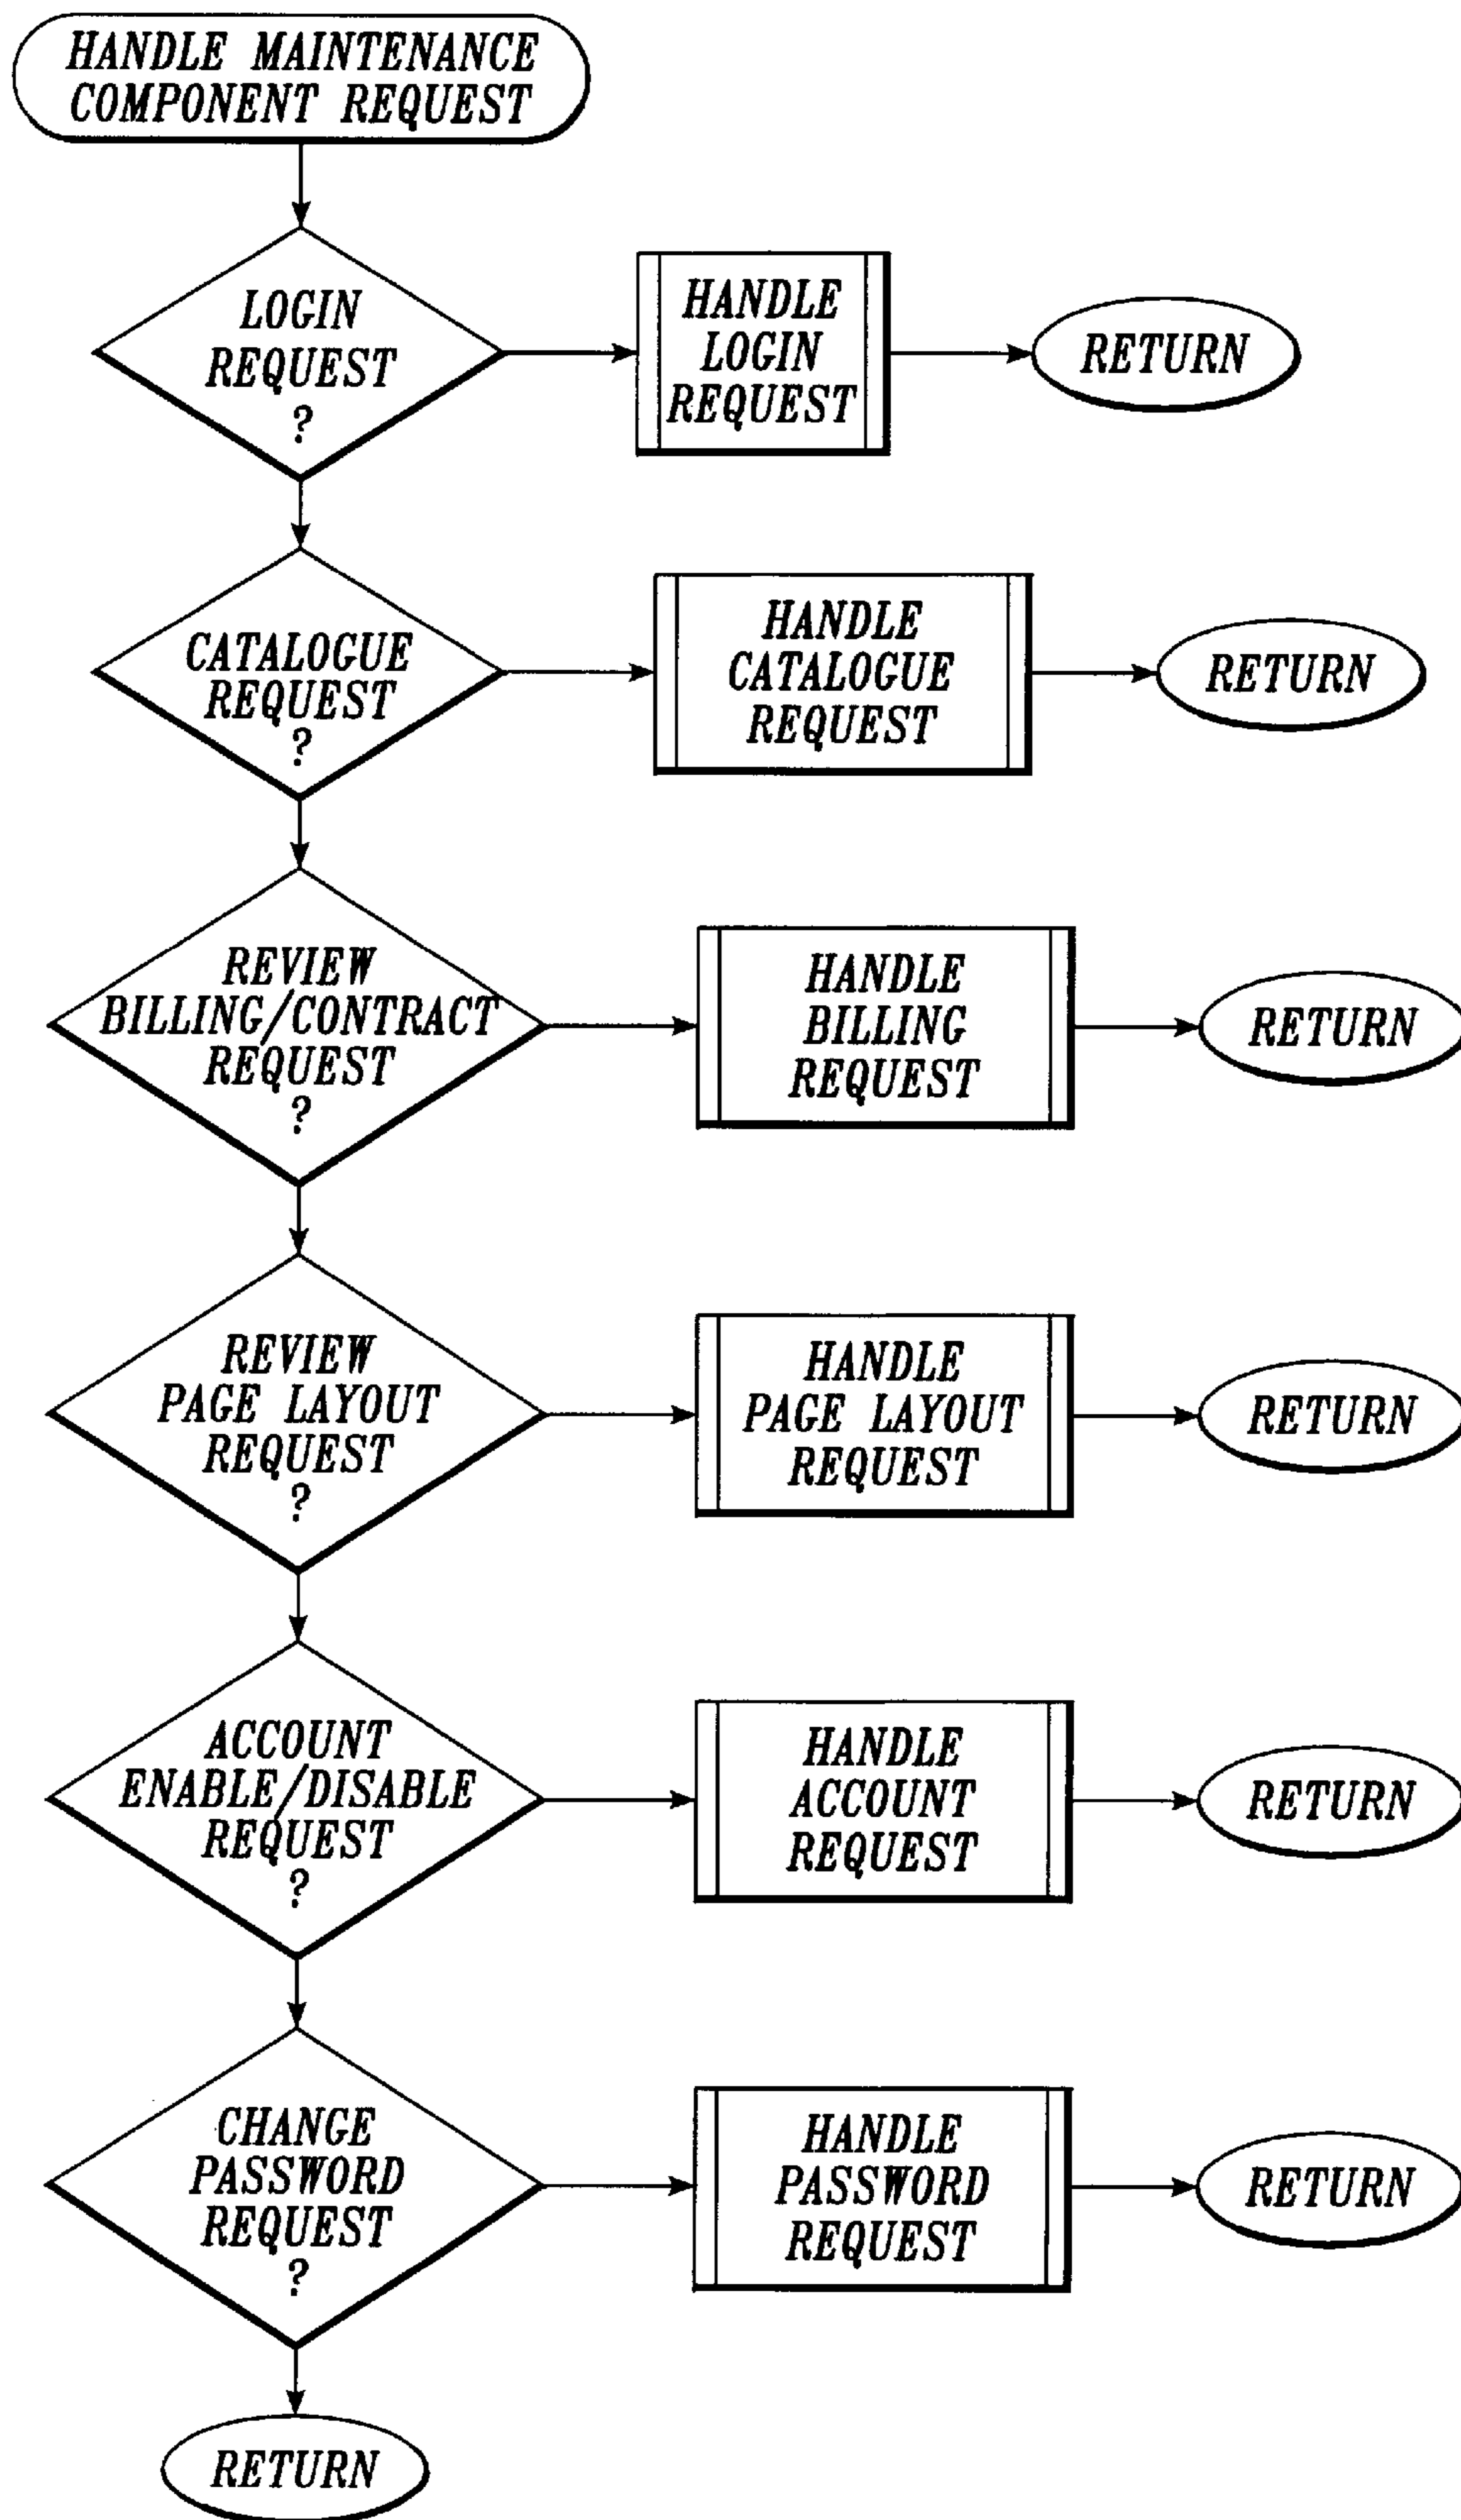 HANDLE MAINTENANCE
COMPONENT REQUEST
LOGIN
REQUEST
?
HANDLE
LOGIN
REQUEST
RETURN
CATALOGUE
REQUEST
?
HANDLE
CATALOGUE
REQUEST
RETURN
REVIEW
BILLING/CONTRACT
REQUEST
?
HANDLE
BILLING
REQUEST
RETURN
REVIEW
PAGE LAYOUT
REQUEST
?
HANDLE
PAGE LAYOUT
REQUEST
RETURN
ACCOUNT
ENABLE/DISABLE
REQUEST
?
HANDLE
ACCOUNT
REQUEST
RETURN
CHANGE
PASSWORD
REQUEST
?
HANDLE
PASSWORD
REQUEST
RETURN
RETURN